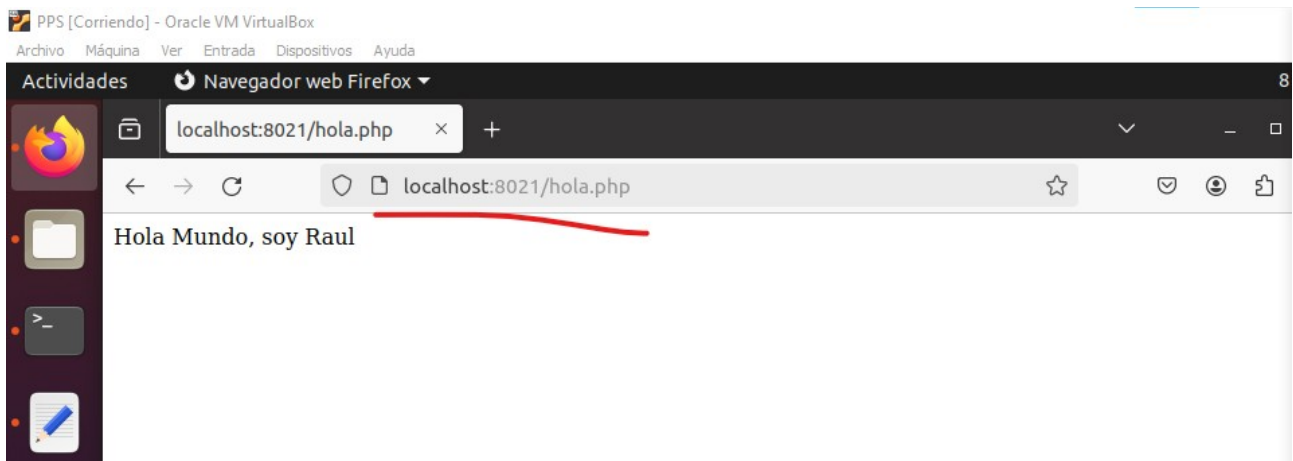 PPS [Corriendo] - Oracle VM VirtualBox
Archivo Máquina Ver Entrada Dispositivos Ayuda
Actividades Navegador web Firefox 8
localhost:8021/hola.php
localhost:8021/hola.php
Hola Mundo, soy Raul
>_